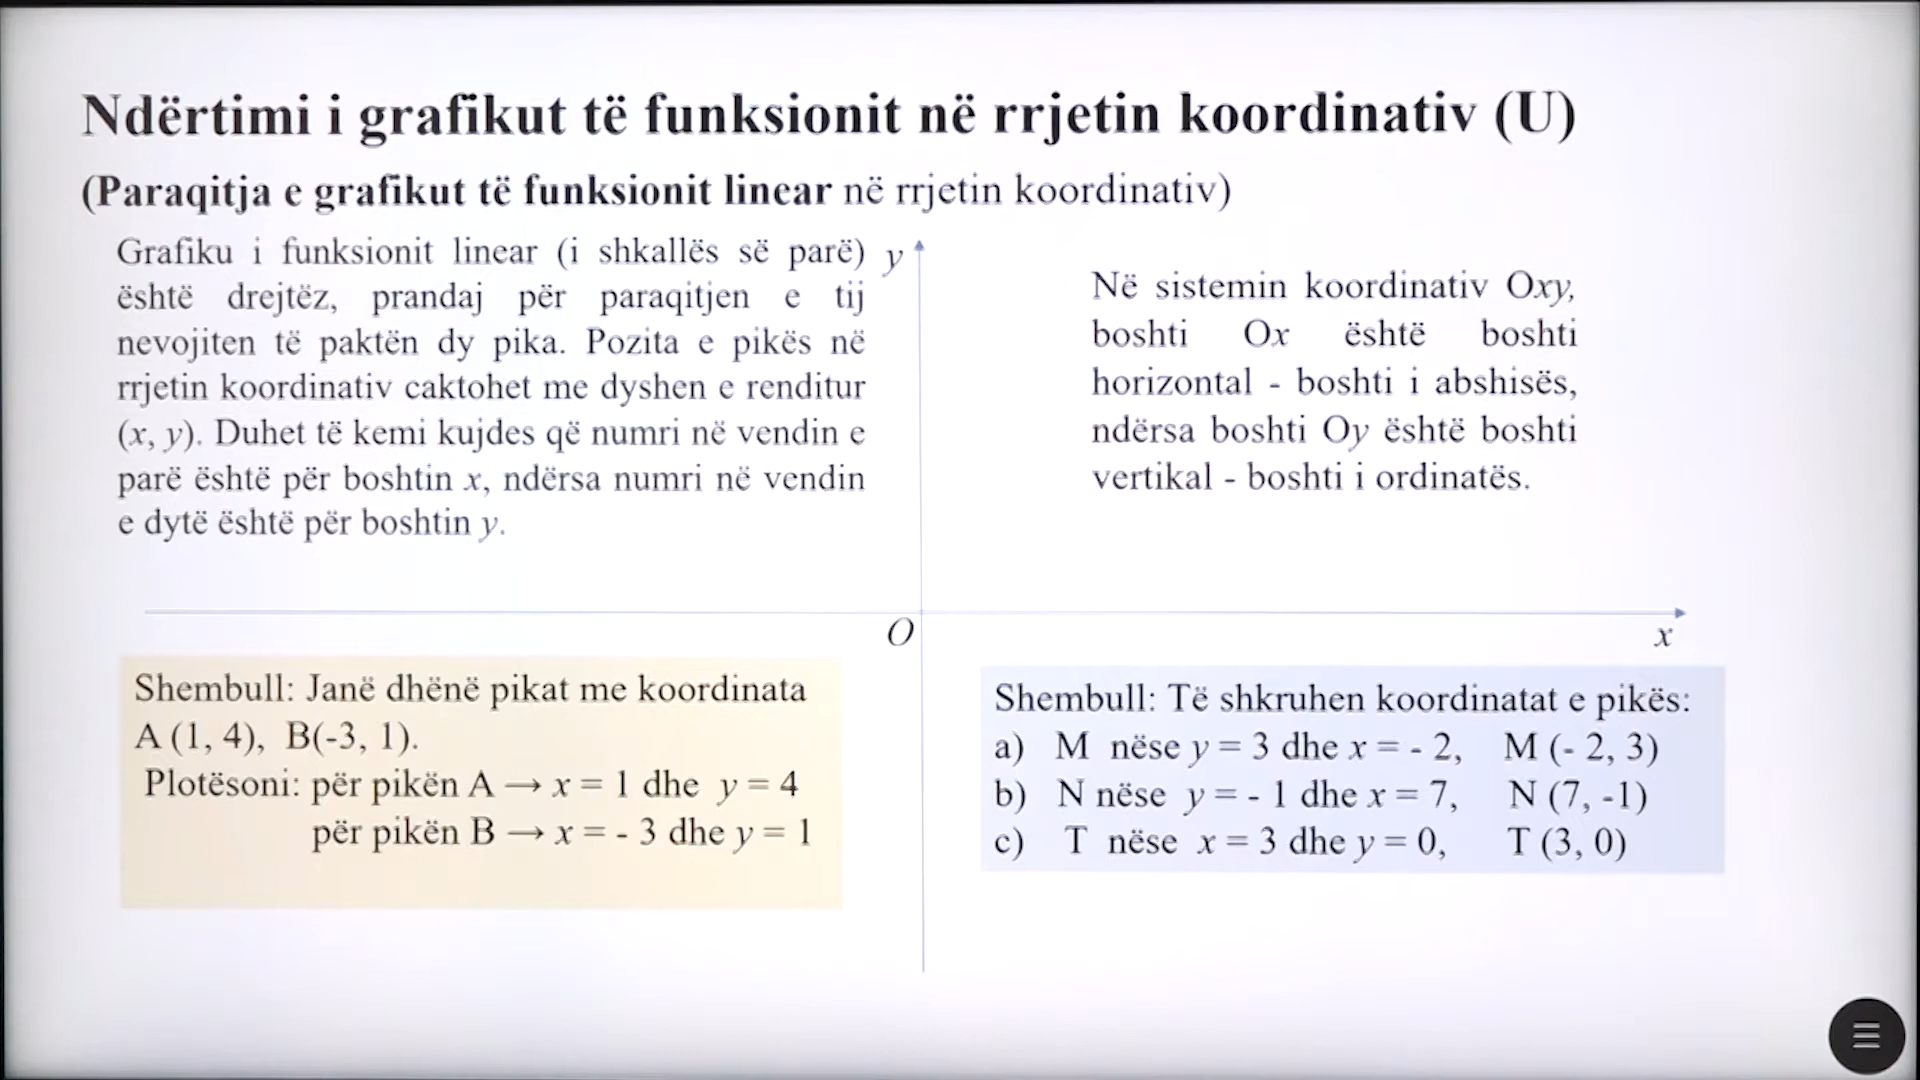 Ndërtimi i grafikut të funksionit në rrjetin koordinativ (U)
(Paraqitja e grafikut të funksionit linear në rrjetin koordinativ)
Grafiku i funksionit linear (i shkallës së parë)
është drejtëz, prandaj për paraqitjen e tij
nevojiten të paktën dy pika. Pozita e pikës në
rrjetin koordinativ caktohet me dyshen e renditur
(x, y). Duhet të kemi kujdes që numri në vendin e
parë është për boshtin x, ndërsa numri në vendin
e dytë është për boshtin y.
y
Në sistemin koordinativ Oxy,
boshti Ox është boshti
horizontal - boshti i abshisës,
ndërsa boshti Oy është boshti
vertikal - boshti i ordinatës.
O
x
Shembull: Janë dhënë pikat me koordinata
A (1, 4), B(-3, 1).
Plotësoni: për pikën A → x = 1 dhe y = 4
për pikën B → x = - 3 dhe y = 1
Shembull: Të shkruhen koordinatat e pikës:
a) M nëse y = 3 dhe x = - 2, M (- 2, 3)
b) N nëse y = - 1 dhe x = 7, N (7, -1)
c) T nëse x = 3 dhe y = 0, T (3, 0)